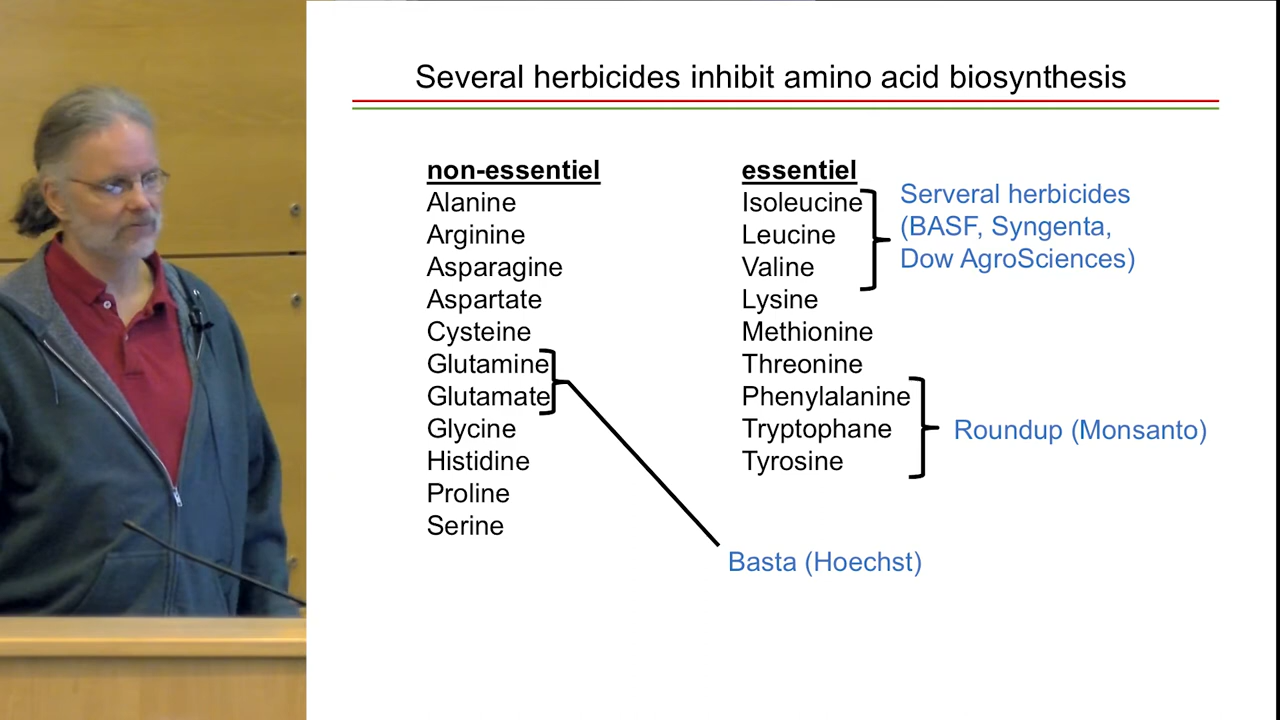 Several herbicides inhibit amino acid biosynthesis
non-essentiel
Alanine
Arginine
Asparagine
Aspartate
Cysteine
Glutamine
Glutamate
Glycine
Histidine
Proline
Serine
essentiel
Isoleucine
Leucine
Valine
Lysine
Methionine
Threonine
Phenylalanine
Tryptophane
Tyrosine
Serveral herbicides
(BASF, Syngenta,
Dow AgroSciences)
Roundup (Monsanto)
Basta (Hoechst)